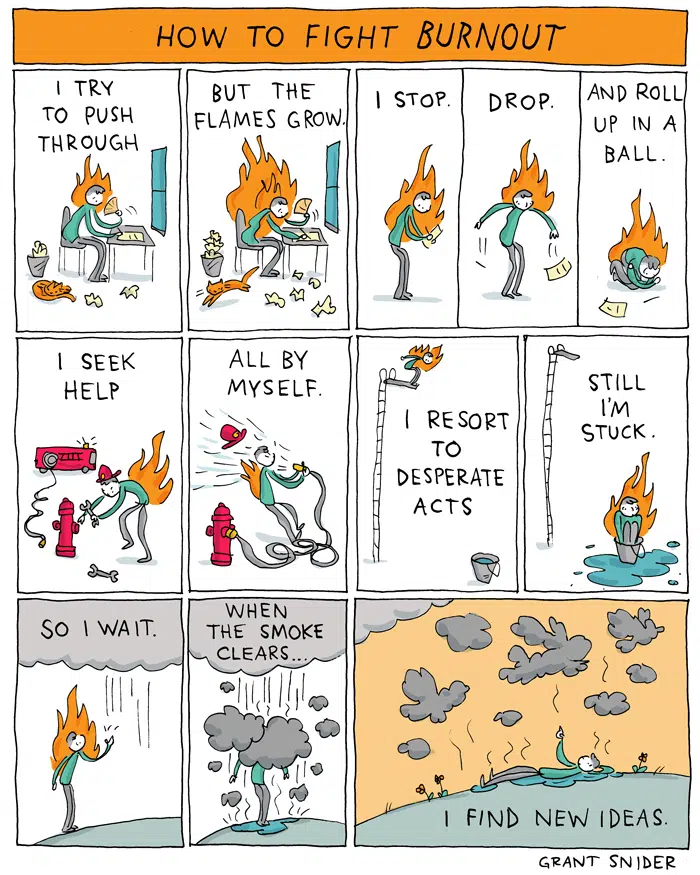 HOW TO FIGHT BURNOUT
I TRY
TO PUSH
THROUGH
BUT THE
FLAMES GROW.
I STOP.
DROP.
AND ROLL
UP IN A
BALL.
I SEEK
HELP
ALL BY
MYSELF.
I RESORT
TO
DESPERATE
ACTS
STILL
I'M
STUCK.
SO I WAIT.
WHEN
THE SMOKE
CLEARS...
I FIND NEW IDEAS.
GRANT SNIDER